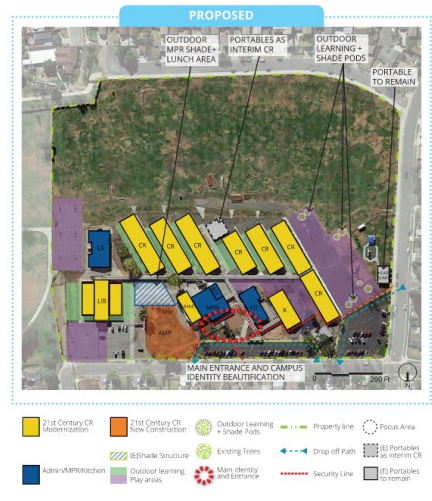 PROPOSED
OUTDOOR
MPR SHADE+
LUNCH AREA
PORTABLES AS
INTERIM CR
OUTDOOR
LEARNING +
SHADE PODS
PORTABLE
TO REMAIN
LR
CR
CR
CR
CR
CR
CR
CR
LIB
MPR
AD
K
AMP
MAIN ENTRANCE AND CAMPUS
IDENTITY BEAUTIFICATION
0
200 FT
N
21st Century CR
Modernization
21st Century CR
New Construction
Outdoor Learning
+ Shade Pods
Property line
Focus Area
(E)Shade Structure
Existing Trees
Drop off Path
(E) Portables
as interim CR
Admin/MPR/Kitchen
Outdoor learning
Play areas
Main identity
and Entrance
Security Line
(F) Portables
to remain